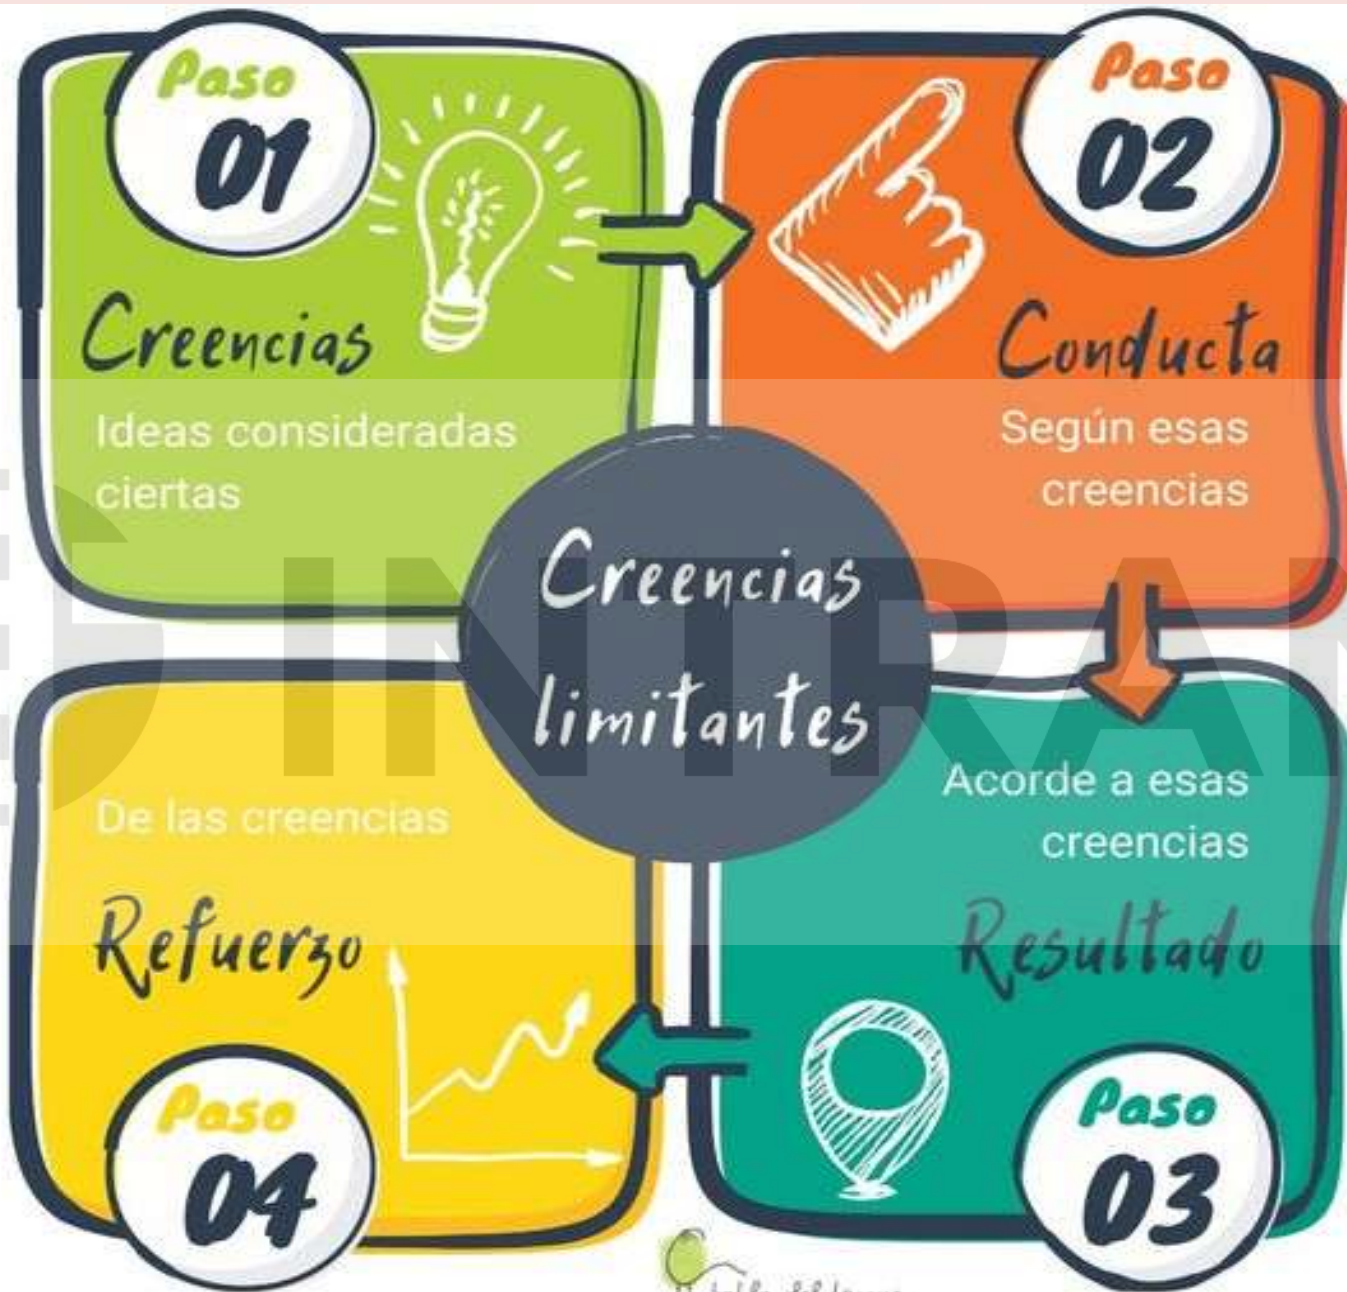 Paso
01
Creencias
Ideas consideradas
ciertas
Paso
02
Conducta
Según esas
creencias
Creencias
limitantes
Acorde a esas
creencias
Resultado
Paso
03
De las creencias
Refuerzo
Paso
04
INTRA